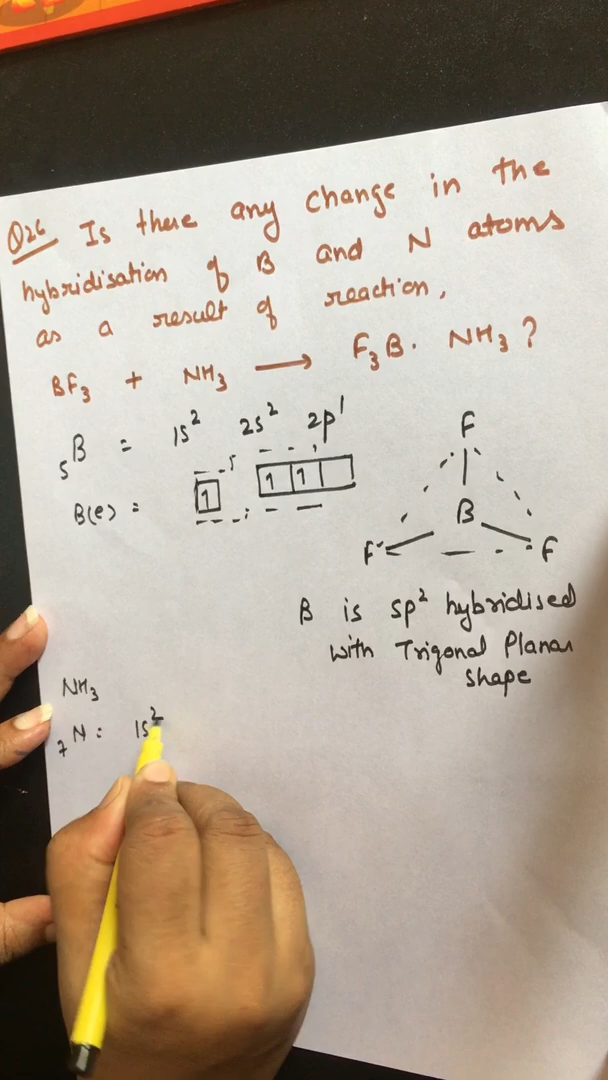 Q26 Is there any change in the
hybridisation of B and N atoms
as a result of reaction,
BF₃ + NH₃ ⟶ F₃B. NH₃?
₅B = 1s² 2s² 2p¹
B(e) = 1 1 1
F
B
F F
B is sp² hybridised
with Trigonal Planar
shape
NH₃
₇N: 1s²